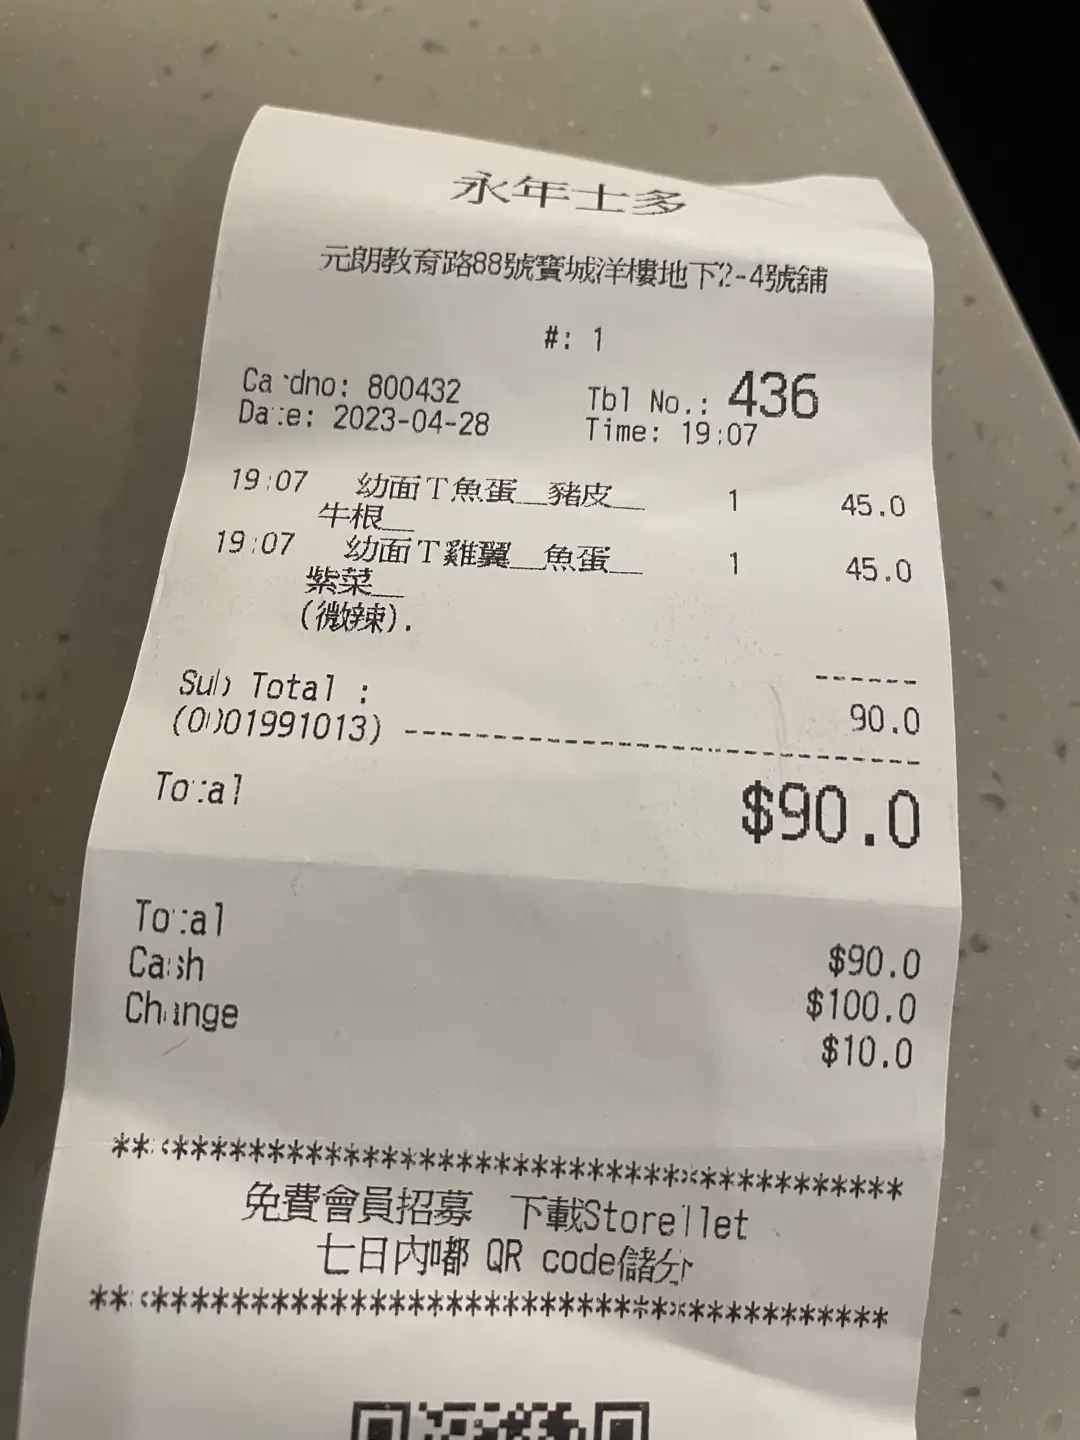 永年士多
元朗教育路88號寶城洋樓地下2-4號舖
#: 1
Cardno: 800432 Tbl No.: 436
Date: 2023-04-28 Time: 19:07
19:07 幼面T魚蛋__豬皮__ 1 45.0
牛根__
19:07 幼面T雞翼__魚蛋__ 1 45.0
紫菜__
(微辣).
------
Sub Total : 90.0
(0001991013) --------------------------------
Total $90.0
Total $90.0
Cash $100.0
Change $10.0
******************************************
免費會員招募 下載Storellet
七日內嘟 QR code儲分
******************************************